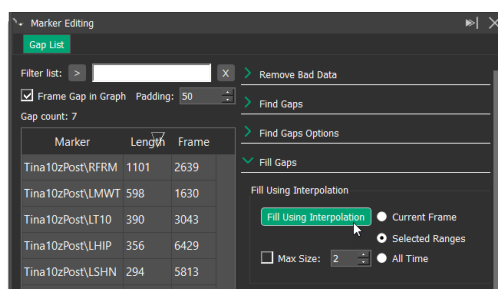 Marker Editing
Gap List
Filter list: > X
Frame Gap in Graph Padding: 50
Gap count: 7
Marker Length Frame
Tina10zPost\RFRM 1101 2639
Tina10zPost\LMWT 598 1630
Tina10zPost\LT10 390 3043
Tina10zPost\LHIP 356 6429
Tina10zPost\LSHN 294 5813
Remove Bad Data
Find Gaps
Find Gaps Options
Fill Gaps
Fill Using Interpolation
Fill Using Interpolation Current Frame
Selected Ranges
Max Size: 2 All Time